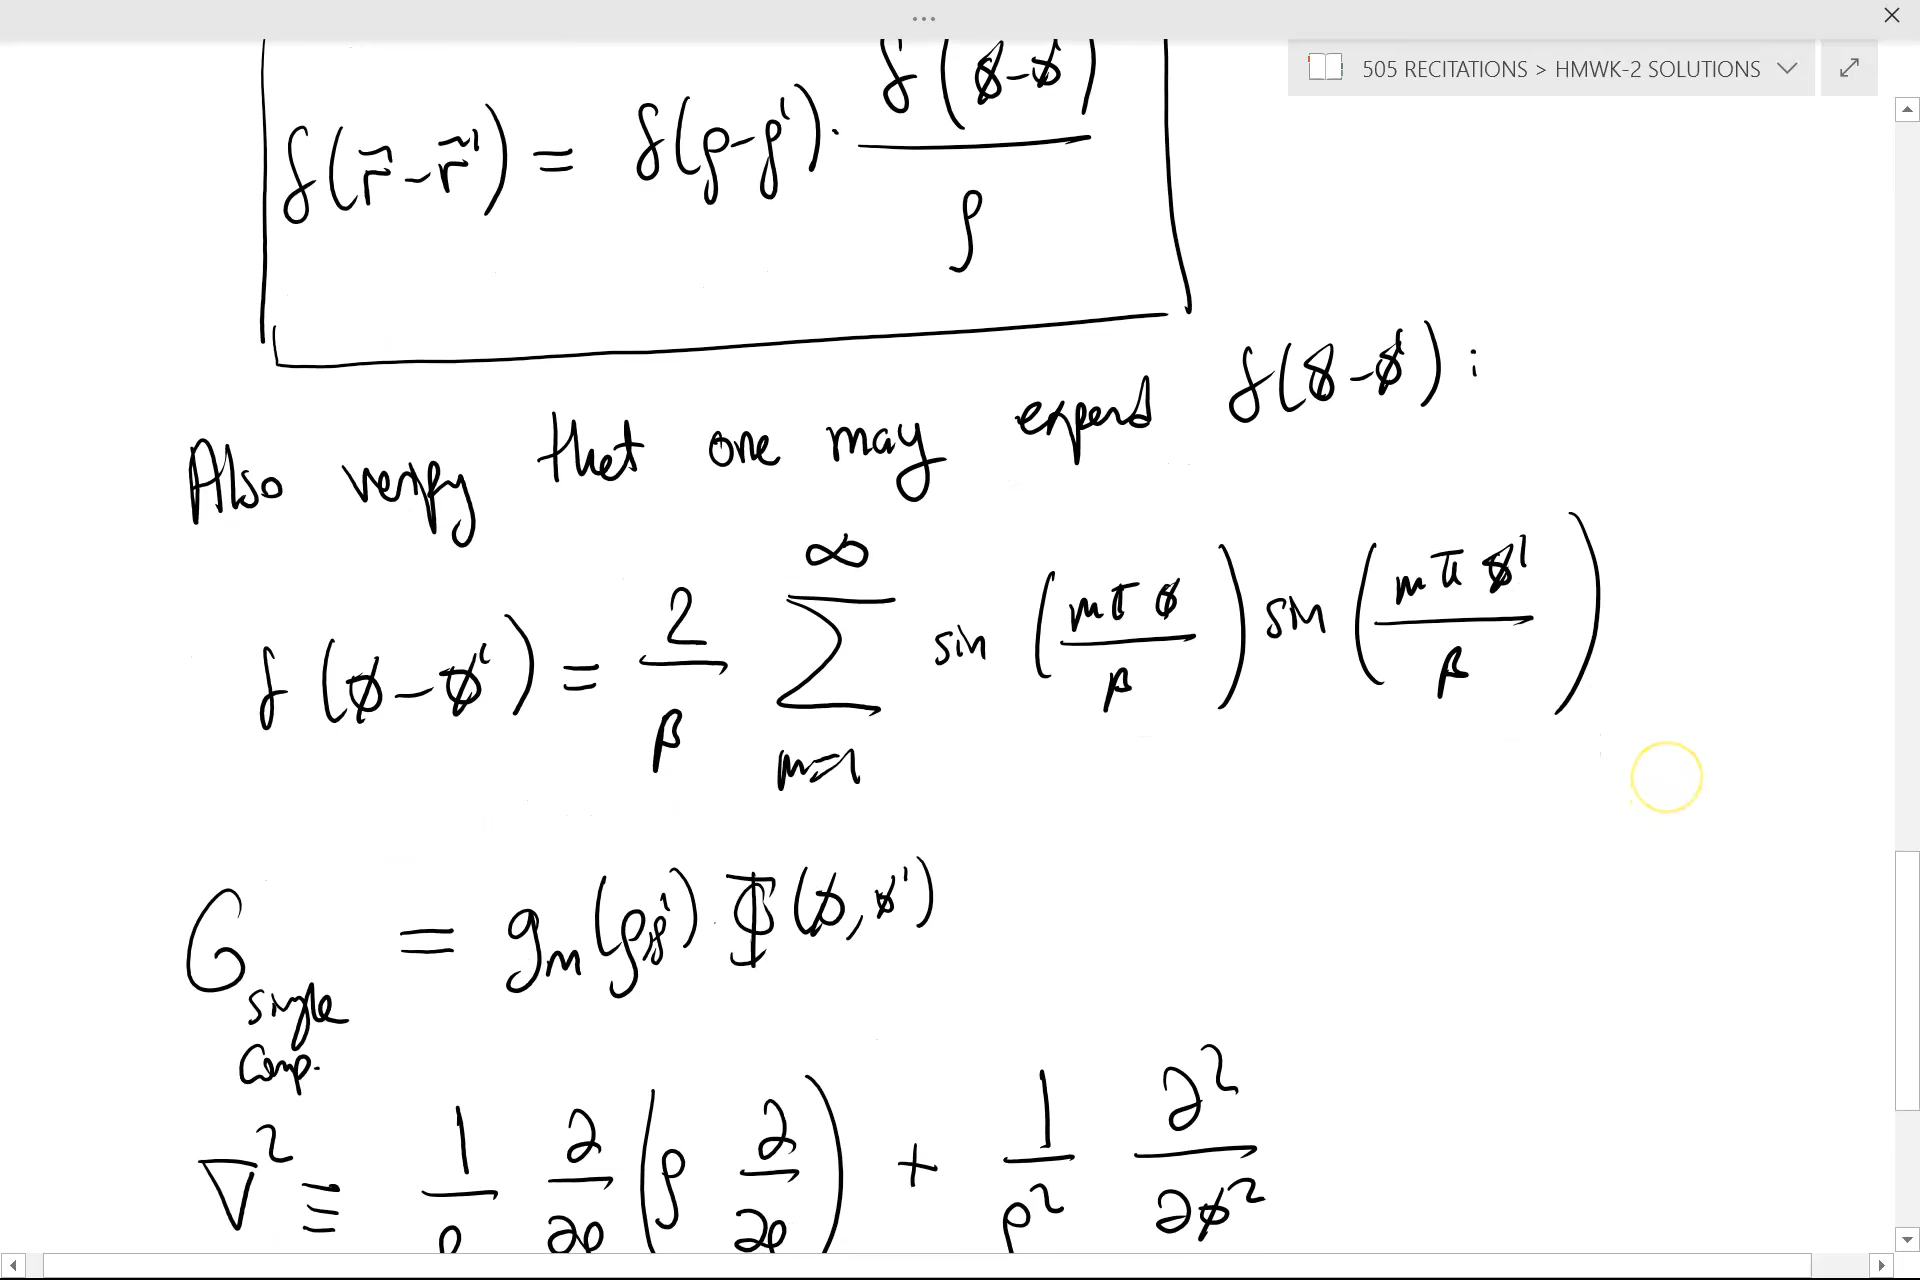 505 RECITATIONS > HMWK-2 SOLUTIONS
δ(r⃗-r⃗') = δ(ρ-ρ') · δ(φ-φ') / ρ
Also verify that one may expand δ(φ-φ') :
δ(φ-φ') = 2/β ∑_{m=1}^{∞} sin(mπφ/β) sin(mπφ'/β)
G_{single comp.} = g_m(ρ,ρ') Φ(φ,φ')
∇² ≡ 1/ρ ∂/∂ρ (ρ ∂/∂ρ) + 1/ρ² ∂²/∂φ²